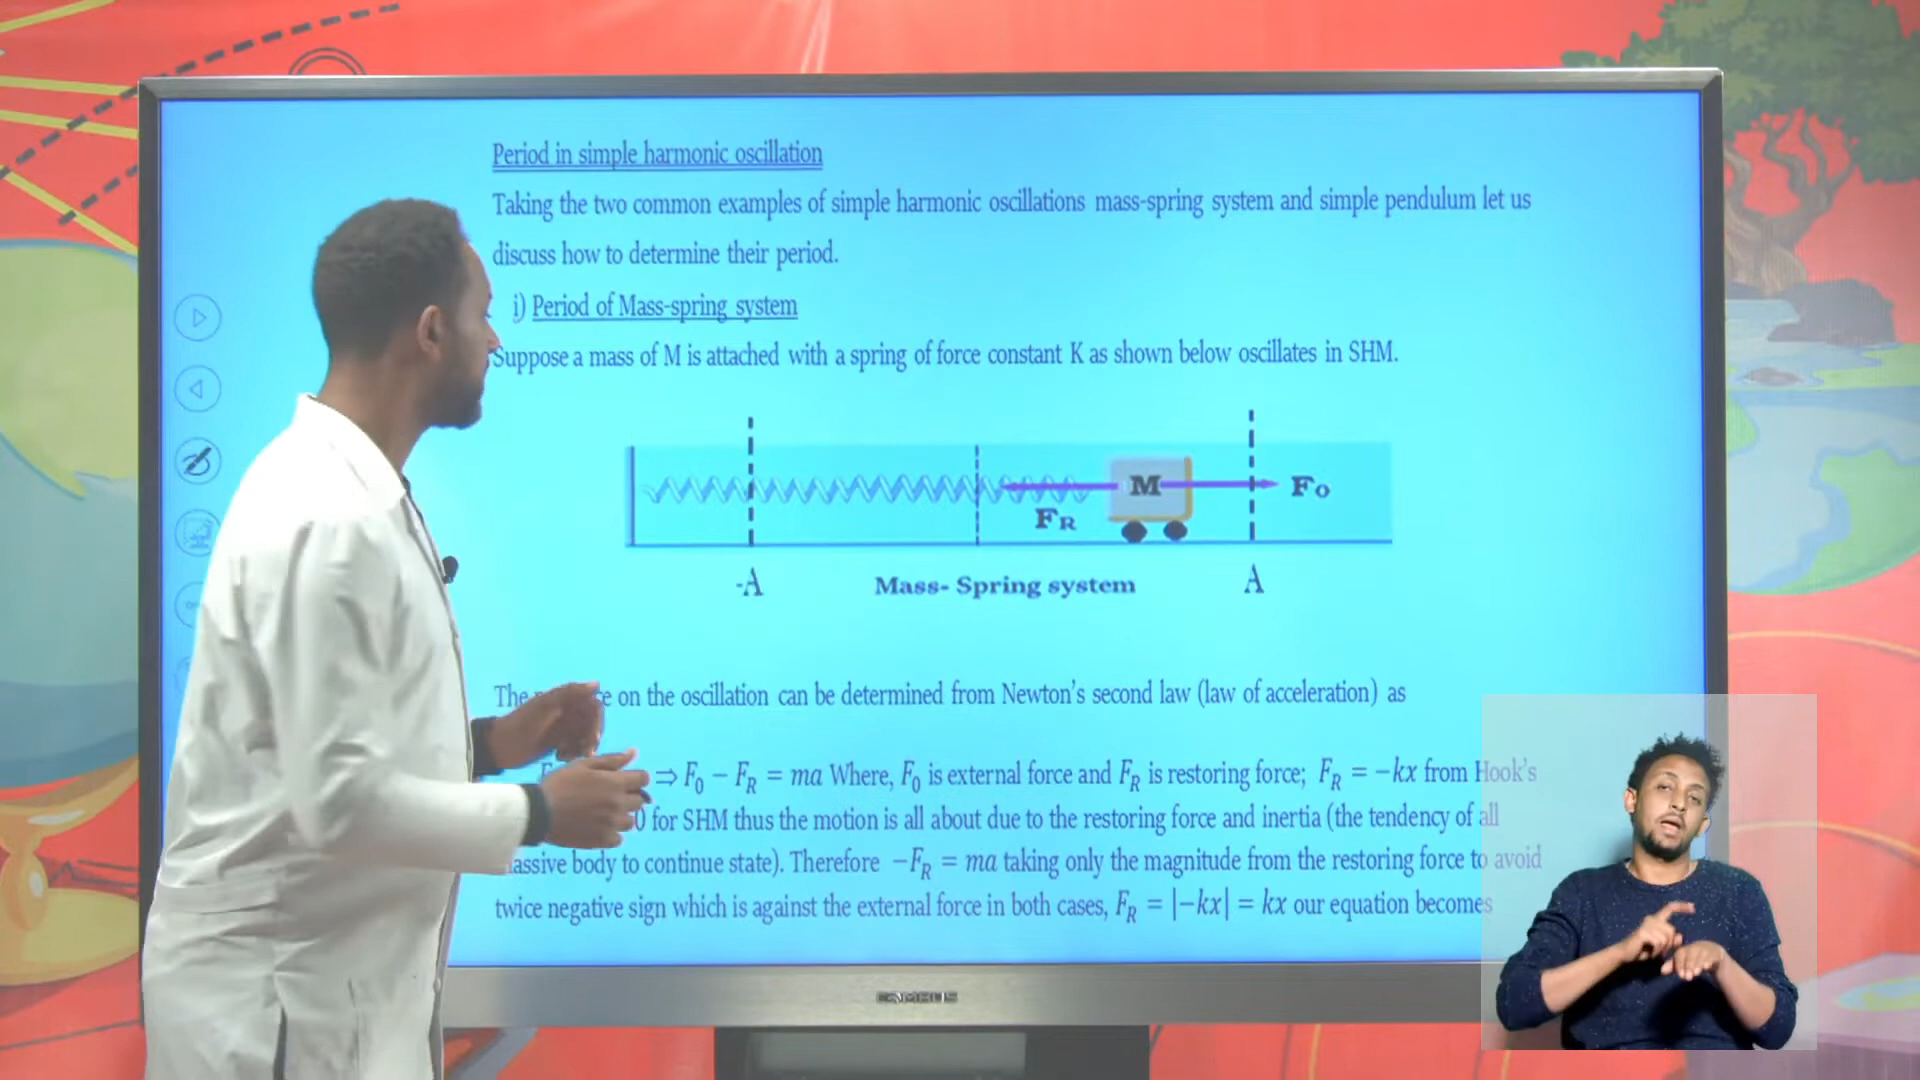 Period in simple harmonic oscillation
Taking the two common examples of simple harmonic oscillations mass-spring system and simple pendulum let us
discuss how to determine their period.
i) Period of Mass-spring system
Suppose a mass of M is attached with a spring of force constant K as shown below oscillates in SHM.
M
F_O
F_R
-A
Mass- Spring system
A
The on the oscillation can be determined from Newton's second law (law of acceleration) as
⇒ F_0 − F_R = ma Where, F_0 is external force and F_R is restoring force; F_R = −kx from Hook's
0 for SHM thus the motion is all about due to the restoring force and inertia (the tendency of all
massive body to continue state). Therefore −F_R = ma taking only the magnitude from the restoring force to avoid
twice negative sign which is against the external force in both cases, F_R = |−kx| = kx our equation becomes